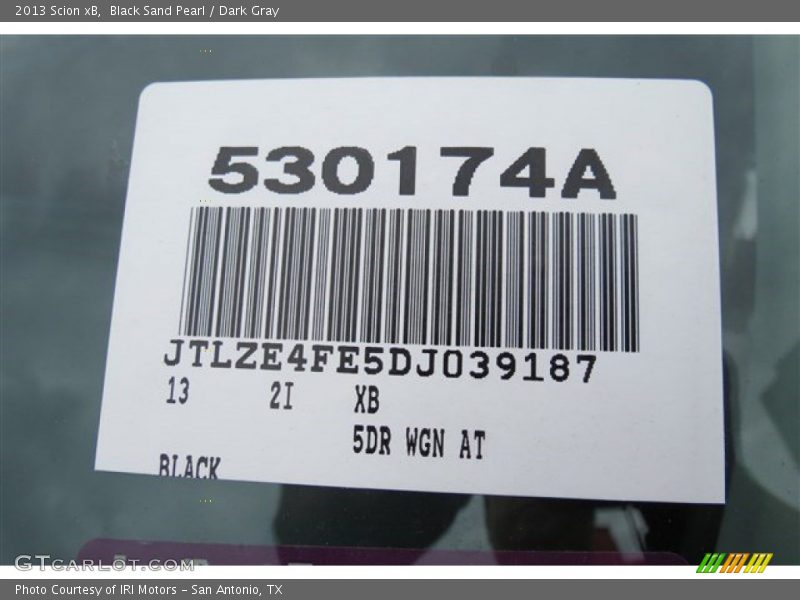 2013 Scion xB,  Black Sand Pearl / Dark Gray
530174A
JTLZE4FE5DJ039187
13 2I XB
5DR WGN AT
BLACK
GTcarlot.com
Photo Courtesy of IRI Motors – San Antonio, TX